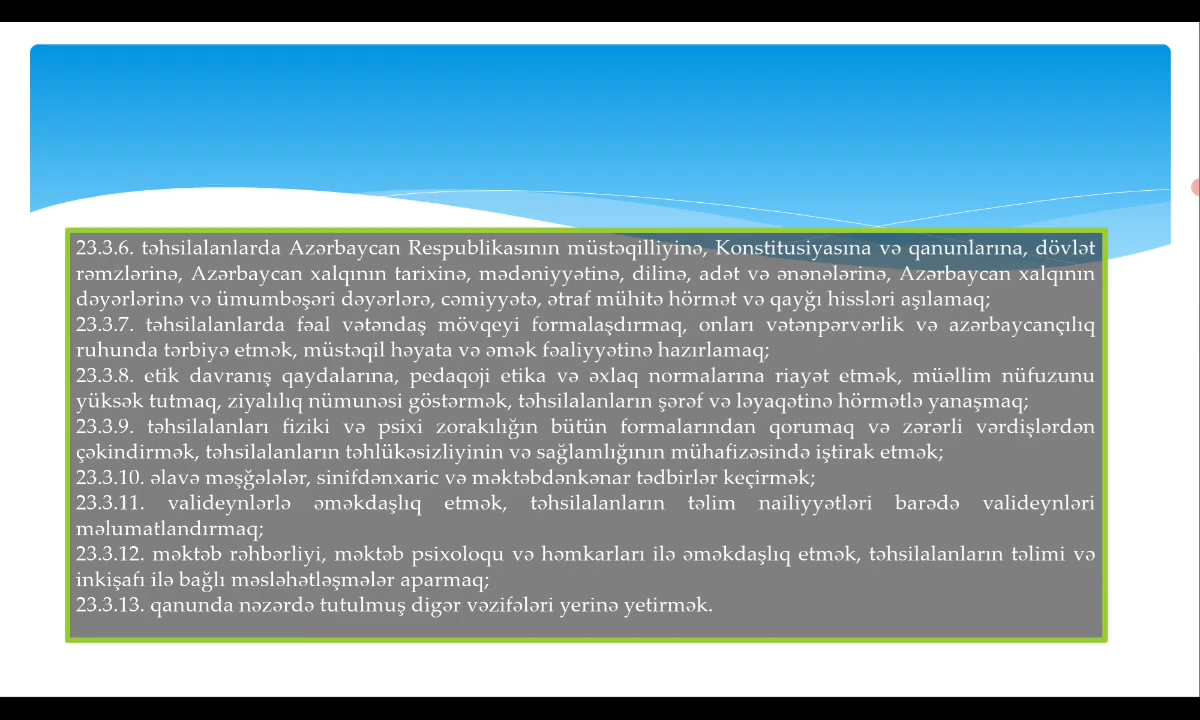 23.3.6. təhsilalanlarda Azərbaycan Respublikasının müstəqilliyinə, Konstitusiyasına və qanunlarına, dövlət
rəmzlərinə, Azərbaycan xalqının tarixinə, mədəniyyətinə, dilinə, adət və ənənələrinə, Azərbaycan xalqının
dəyərlərinə və ümumbəşəri dəyərlərə, cəmiyyətə, ətraf mühitə hörmət və qayğı hissləri aşılamaq;
23.3.7. təhsilalanlarda fəal vətəndaş mövqeyi formalaşdırmaq, onları vətənpərvərlik və azərbaycançılıq
ruhunda tərbiyə etmək, müstəqil həyata və əmək fəaliyyətinə hazırlamaq;
23.3.8. etik davranış qaydalarına, pedaqoji etika və əxlaq normalarına riayət etmək, müəllim nüfuzunu
yüksək tutmaq, ziyalılıq nümunəsi göstərmək, təhsilalanların şərəf və ləyaqətinə hörmətlə yanaşmaq;
23.3.9. təhsilalanları fiziki və psixi zorakılığın bütün formalarından qorumaq və zərərli vərdişlərdən
çəkindirmək, təhsilalanların təhlükəsizliyinin və sağlamlığının mühafizəsində iştirak etmək;
23.3.10. əlavə məşğələlər, sinifdənxaric və məktəbdənkənar tədbirlər keçirmək;
23.3.11. valideynlərlə əməkdaşlıq etmək, təhsilalanların təlim nailiyyətləri barədə valideynləri
məlumatlandırmaq;
23.3.12. məktəb rəhbərliyi, məktəb psixoloqu və həmkarları ilə əməkdaşlıq etmək, təhsilalanların təlimi və
inkişafı ilə bağlı məsləhətləşmələr aparmaq;
23.3.13. qanunda nəzərdə tutulmuş digər vəzifələri yerinə yetirmək.